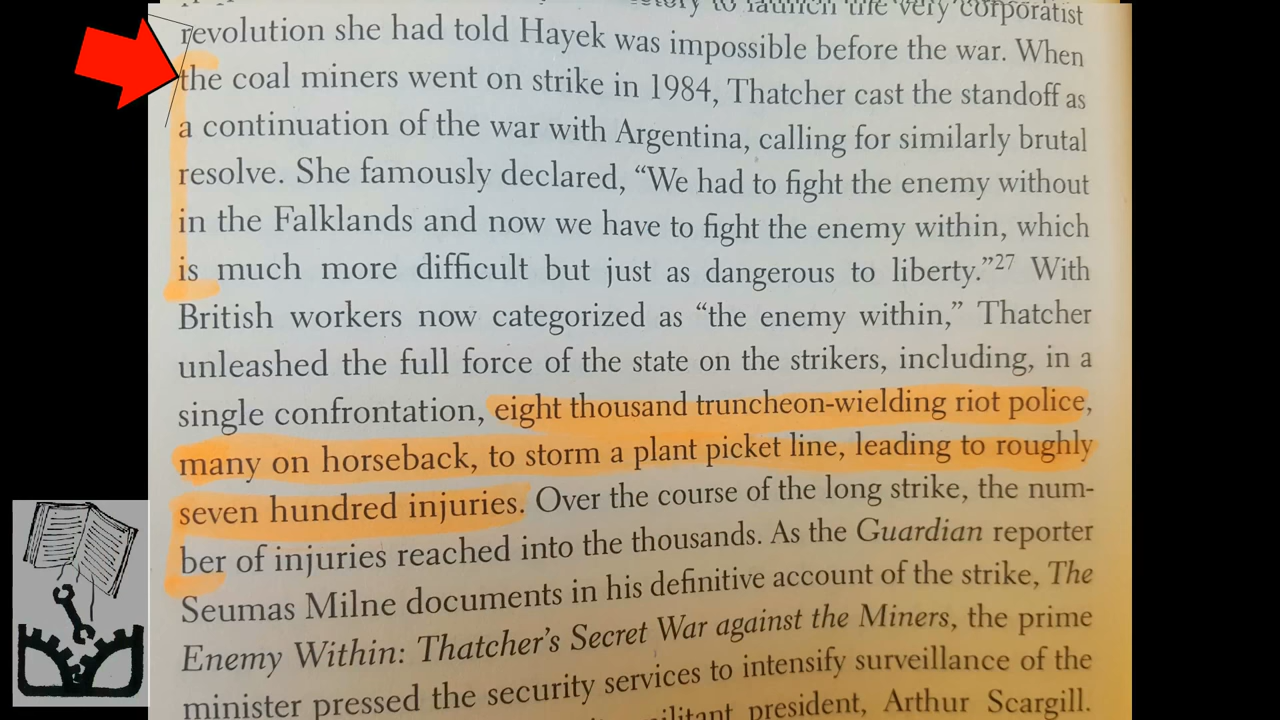 to launch the very corporatist
revolution she had told Hayek was impossible before the war. When
the coal miners went on strike in 1984, Thatcher cast the standoff as
a continuation of the war with Argentina, calling for similarly brutal
resolve. She famously declared, “We had to fight the enemy without
in the Falklands and now we have to fight the enemy within, which
is much more difficult but just as dangerous to liberty.”27 With
British workers now categorized as “the enemy within,” Thatcher
unleashed the full force of the state on the strikers, including, in a
single confrontation, eight thousand truncheon-wielding riot police,
many on horseback, to storm a plant picket line, leading to roughly
seven hundred injuries. Over the course of the long strike, the num-
ber of injuries reached into the thousands. As the Guardian reporter
Seumas Milne documents in his definitive account of the strike, The
Enemy Within: Thatcher’s Secret War against the Miners, the prime
minister pressed the security services to intensify surveillance of the
president, Arthur Scargill.